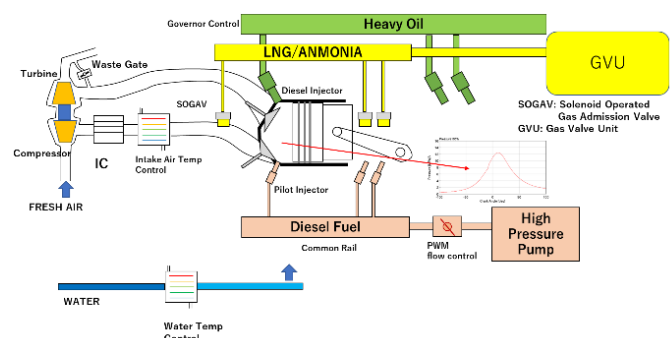 Governor Control
Heavy Oil
LNG/ANMONIA
GVU
Waste Gate
Turbine
SOGAV
Diesel Injector
SOGAV: Solenoid Operated
Gas Admission Valve
GVU: Gas Valve Unit
Compressor
IC
Intake Air Temp
Control
Pilot Injector
FRESH AIR
Diesel Fuel
Common Rail
PWM
flow control
High
Pressure
Pump
WATER
Water Temp
Control